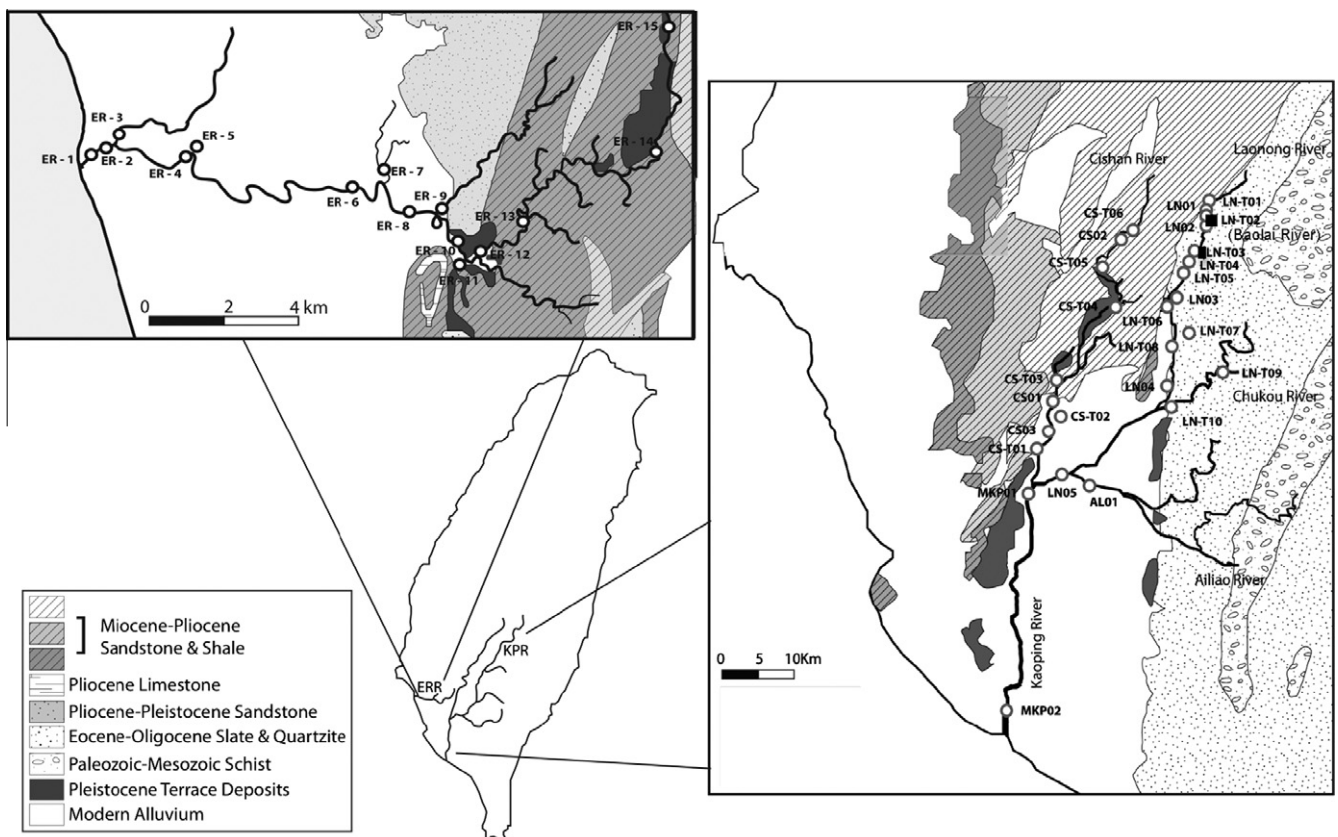 ER - 15
ER - 3
ER - 5
ER - 1
ER - 2
ER - 4
ER - 14
ER - 7
ER - 6
ER - 9
ER - 8
ER - 13
ER - 10
ER - 12
ER - 11
0 2 4 km
Cishan River
Laonong River
LN01
LN-T01
CS-T06
LN-T02
CS02
LN02
(Baolai River)
CS-T05
LN-T03
LN-T04
LN-T05
CS-T04
LN03
LN-T06
LN-T07
LN-T08
CS-T03
LN04
LN-T09
CS01
Chukou River
CS-T02
LN-T10
CS03
CS-T01
MKP01
LN05
AL01
Ailiao River
Kaoping River
0 5 10Km
MKP02
KPR
ERR
Miocene-Pliocene
Sandstone & Shale
Pliocene Limestone
Pliocene-Pleistocene Sandstone
Eocene-Oligocene Slate & Quartzite
Paleozoic-Mesozoic Schist
Pleistocene Terrace Deposits
Modern Alluvium